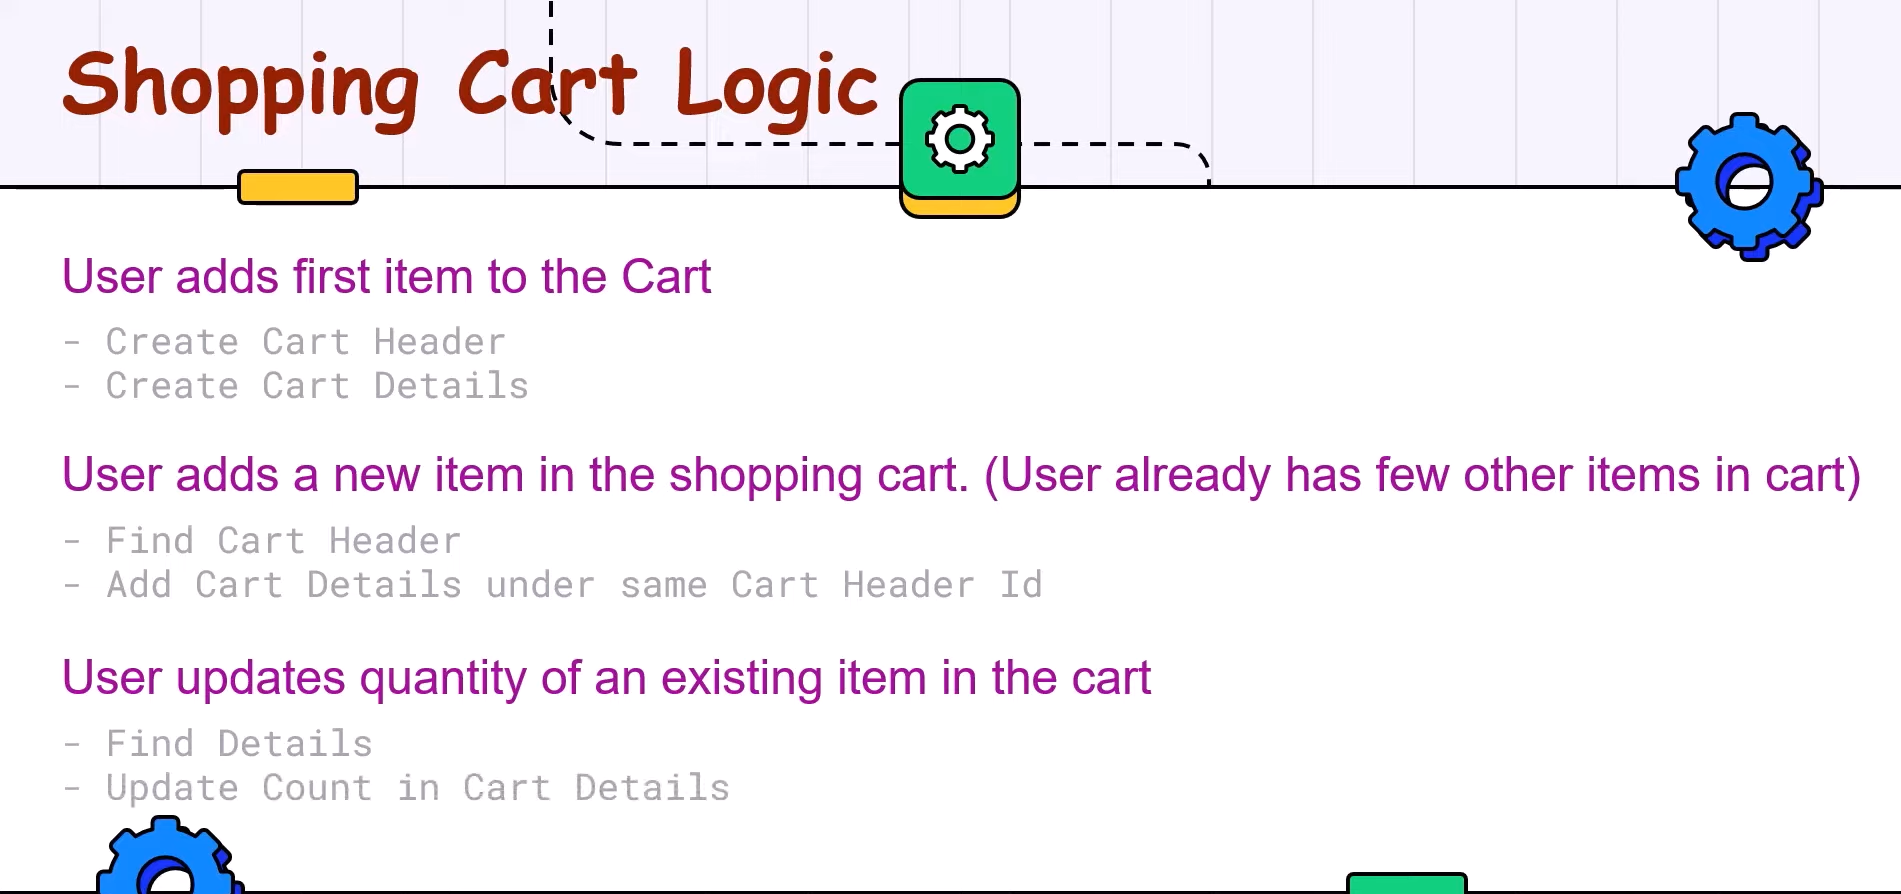 Shopping Cart Logic
User adds first item to the Cart
- Create Cart Header
- Create Cart Details
User adds a new item in the shopping cart. (User already has few other items in cart)
- Find Cart Header
- Add Cart Details under same Cart Header Id
User updates quantity of an existing item in the cart
- Find Details
- Update Count in Cart Details